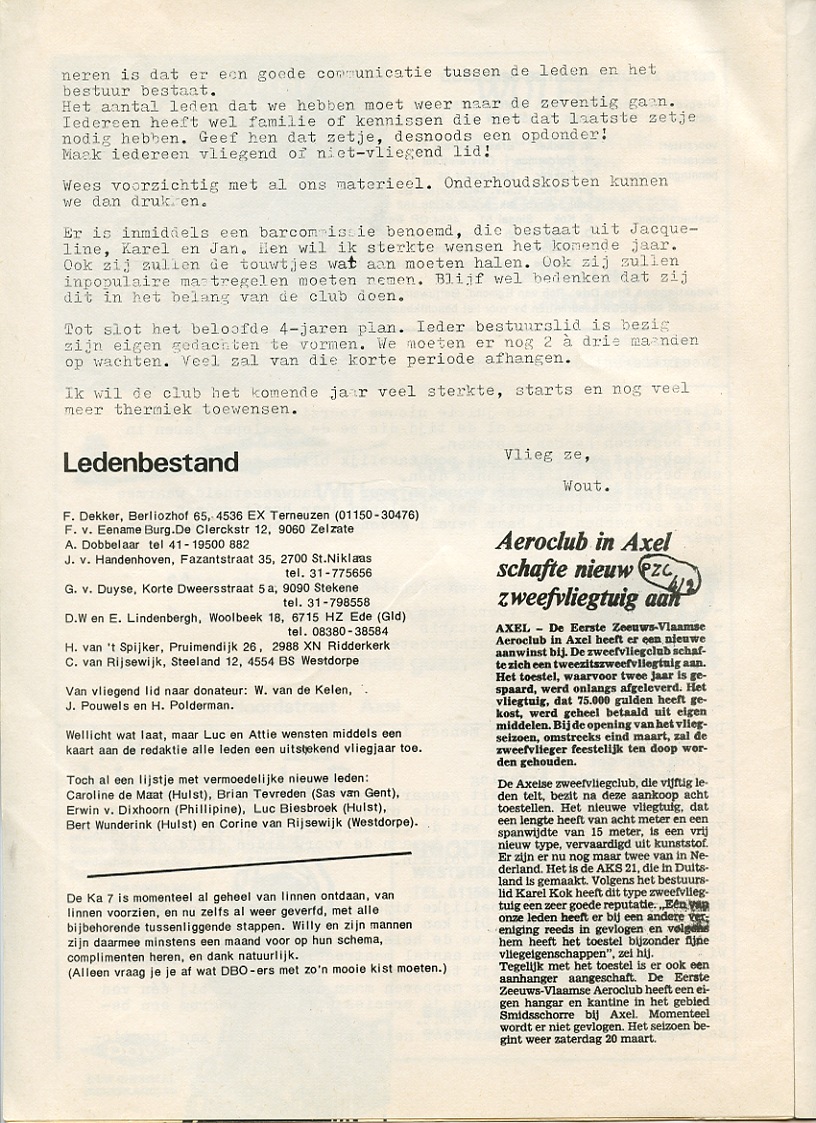 neren is dat er een goede communicatie tussen de leden en het
bestuur bestaat.
Het aantal leden dat we hebben moet weer naar de zeventig gaan.
Iedereen heeft wel familie of kennissen die net dat laatste zetje
nodig hebben. Geef hen dat zetje, desnoods een opdonder!
Maak iedereen vliegend of niet-vliegend lid!
Wees voorzichtig met al ons materieel. Onderhoudskosten kunnen
we dan drukken.
Er is inmiddels een barcommissie benoemd, die bestaat uit Jacque-
line, Karel en Jan. Hen wil ik sterkte wensen het komende jaar.
Ook zij zullen de touwtjes wat aan moeten halen. Ook zij zullen
inpopulaire maatregelen moeten nemen. Blijf wel bedenken dat zij
dit in het belang van de club doen.
Tot slot het beloofde 4-jaren plan. Ieder bestuurslid is bezig
zijn eigen gedachten te vormen. We moeten er nog 2 à drie maanden
op wachten. Veel zal van die korte periode afhangen.
Ik wil de club het komende jaar veel sterkte, starts en nog veel
meer thermiek toewensen.
Vlieg ze,
Wout.
Ledenbestand
F. Dekker, Berliozhof 65, 4536 EX Terneuzen (01150-30476)
F. v. Eename Burg.De Clerckstr 12, 9060 Zelzate
A. Dobbelaar tel 41-19500 882
J. v. Handenhoven, Fazantstraat 35, 2700 St.Niklaas
tel. 31-775656
G. v. Duyse, Korte Dweersstraat 5a, 9090 Stekene
tel. 31-798558
D.W en E. Lindenbergh, Woolbeek 18, 6715 HZ Ede (Gld)
tel. 08380-38584
H. van 't Spijker, Pruimendijk 26, 2988 XN Ridderkerk
C. van Rijsewijk, Steeland 12, 4554 BS Westdorpe
Van vliegend lid naar donateur: W. van de Kelen,
J. Pouwels en H. Polderman.
Wellicht wat laat, maar Luc en Attie wensten middels een
kaart aan de redaktie alle leden een uitstekend vliegjaar toe.
Toch al een lijstje met vermoedelijke nieuwe leden:
Caroline de Maat (Hulst), Brian Tevreden (Sas van Gent),
Erwin v. Dixhoorn (Phillipine), Luc Biesbroek (Hulst),
Bert Wunderink (Hulst) en Corine van Rijsewijk (Westdorpe).
De Ka 7 is momenteel al geheel van linnen ontdaan, van
linnen voorzien, en nu zelfs al weer geverfd, met alle
bijbehorende tussenliggende stappen. Willy en zijn mannen
zijn daarmee minstens een maand voor op hun schema,
complimenten heren, en dank natuurlijk.
(Alleen vraag je je af wat DBO-ers met zo'n mooie kist moeten.)
Aeroclub in Axel
schafte nieuw
zweefvliegtuig aan
PZC
4/2
AXEL – De Eerste Zeeuws-Vlaamse
Aeroclub in Axel heeft er een nieuwe
aanwinst bij. De zweefvliegclub schaf-
te zich een tweezitszweefvliegtuig aan.
Het toestel, waarvoor twee jaar is ge-
spaard, werd onlangs afgeleverd. Het
vliegtuig, dat 75.000 gulden heeft ge-
kost, werd geheel betaald uit eigen
middelen. Bij de opening van het vlieg-
seizoen, omstreeks eind maart, zal de
zweefvlieger feestelijk ten doop wor-
den gehouden.
De Axelse zweefvliegclub, die vijftig le-
den telt, bezit na deze aankoop acht
toestellen. Het nieuwe vliegtuig, dat
een lengte heeft van acht meter en een
spanwijdte van 15 meter, is een vrij
nieuw type, vervaardigd uit kunststof.
Er zijn er nu nog maar twee van in Ne-
derland. Het is de AKS 21, die in Duits-
land is gemaakt. Volgens het bestuurs-
lid Karel Kok heeft dit type zweefvlieg-
tuig een zeer goede reputatie. „Eén van
onze leden heeft er bij een andere ver-
eniging reeds in gevlogen en volgens
hem heeft het toestel bijzonder fijne
vliegeigenschappen", zei hij.
Tegelijk met het toestel is er ook een
aanhanger aangeschaft. De Eerste
Zeeuws-Vlaamse Aeroclub heeft een ei-
gen hangar en kantine in het gebied
Smidsschorre bij Axel. Momenteel
wordt er niet gevlogen. Het seizoen be-
gint weer zaterdag 20 maart.